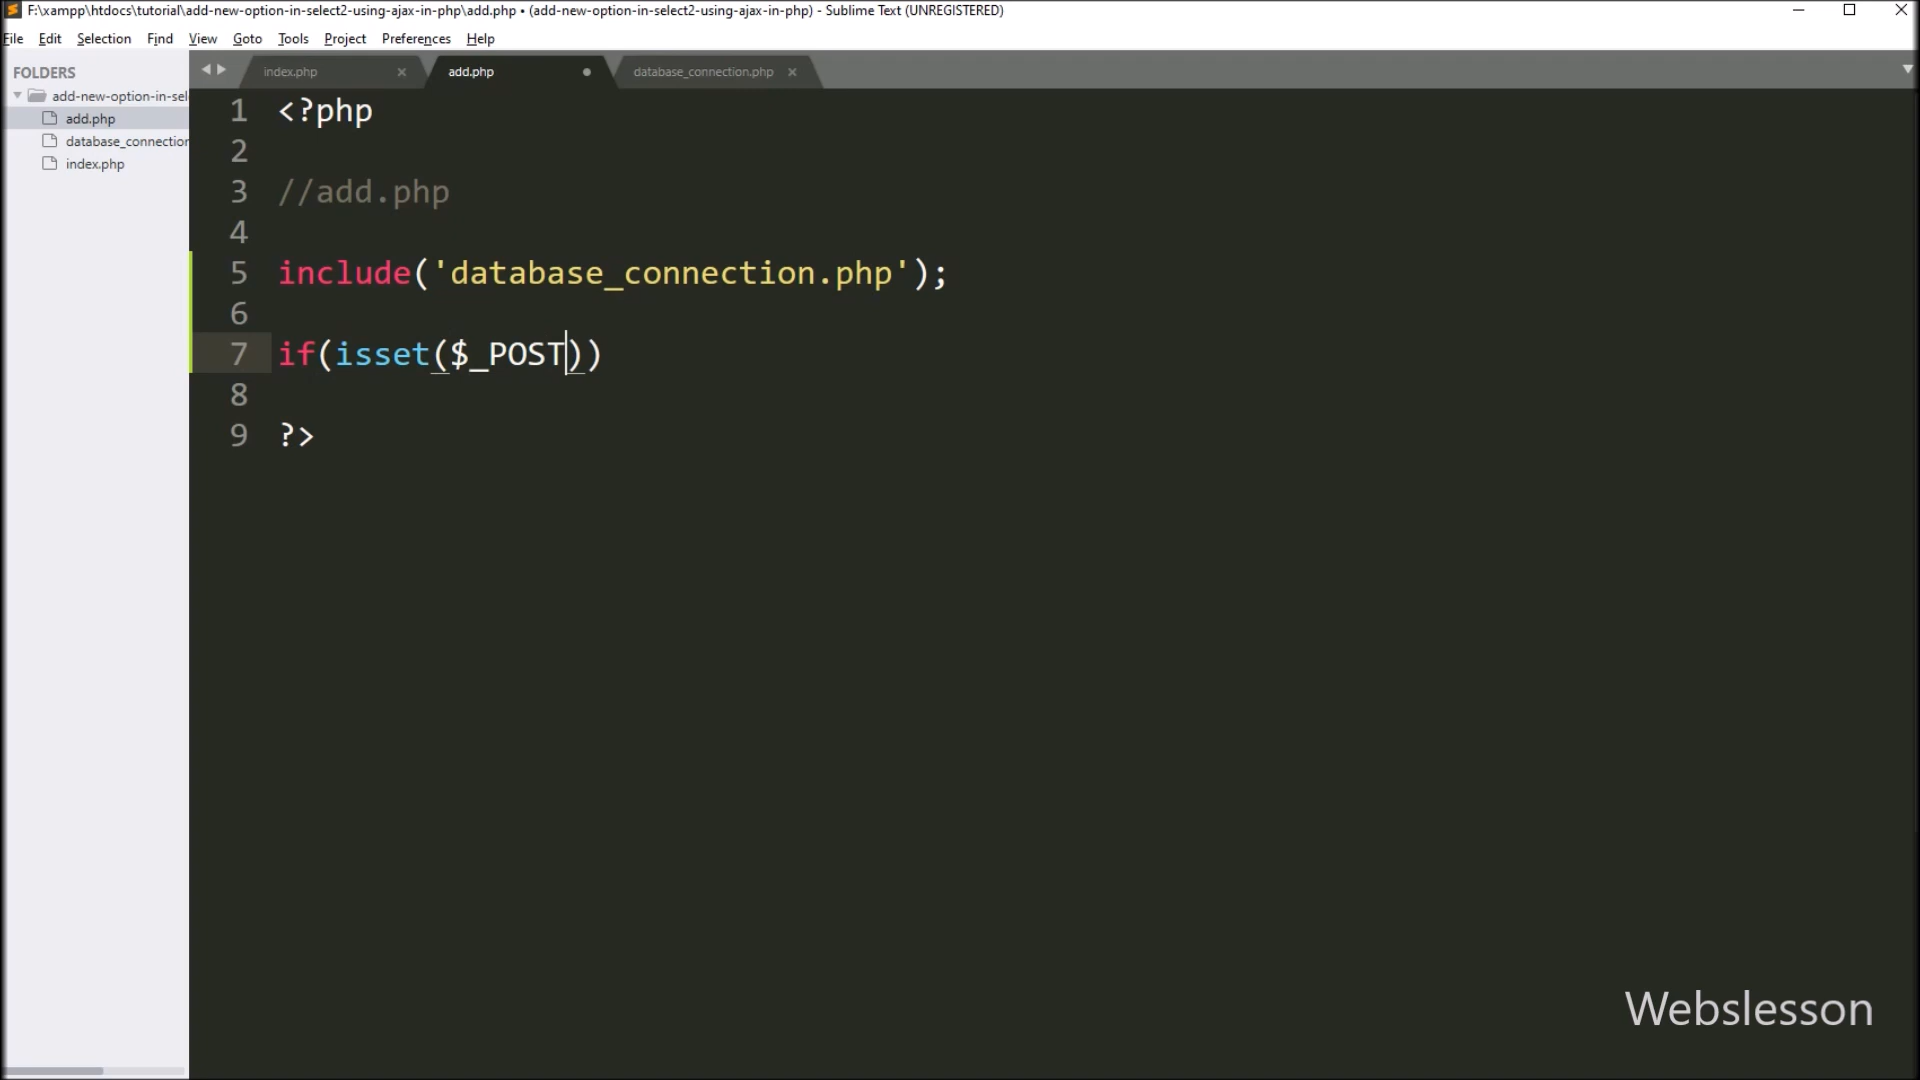 F:\xampp\htdocs\tutorial\add-new-option-in-select2-using-ajax-in-php\add.php • (add-new-option-in-select2-using-ajax-in-php) - Sublime Text (UNREGISTERED)
File Edit Selection Find View Goto Tools Project Preferences Help
FOLDERS
add-new-option-in-sel
add.php
database_connection
index.php
index.php add.php database_connection.php
1 <?php
2
3 //add.php
4
5 include('database_connection.php');
6
7 if(isset($_POST))
8
9 ?>
Webslesson